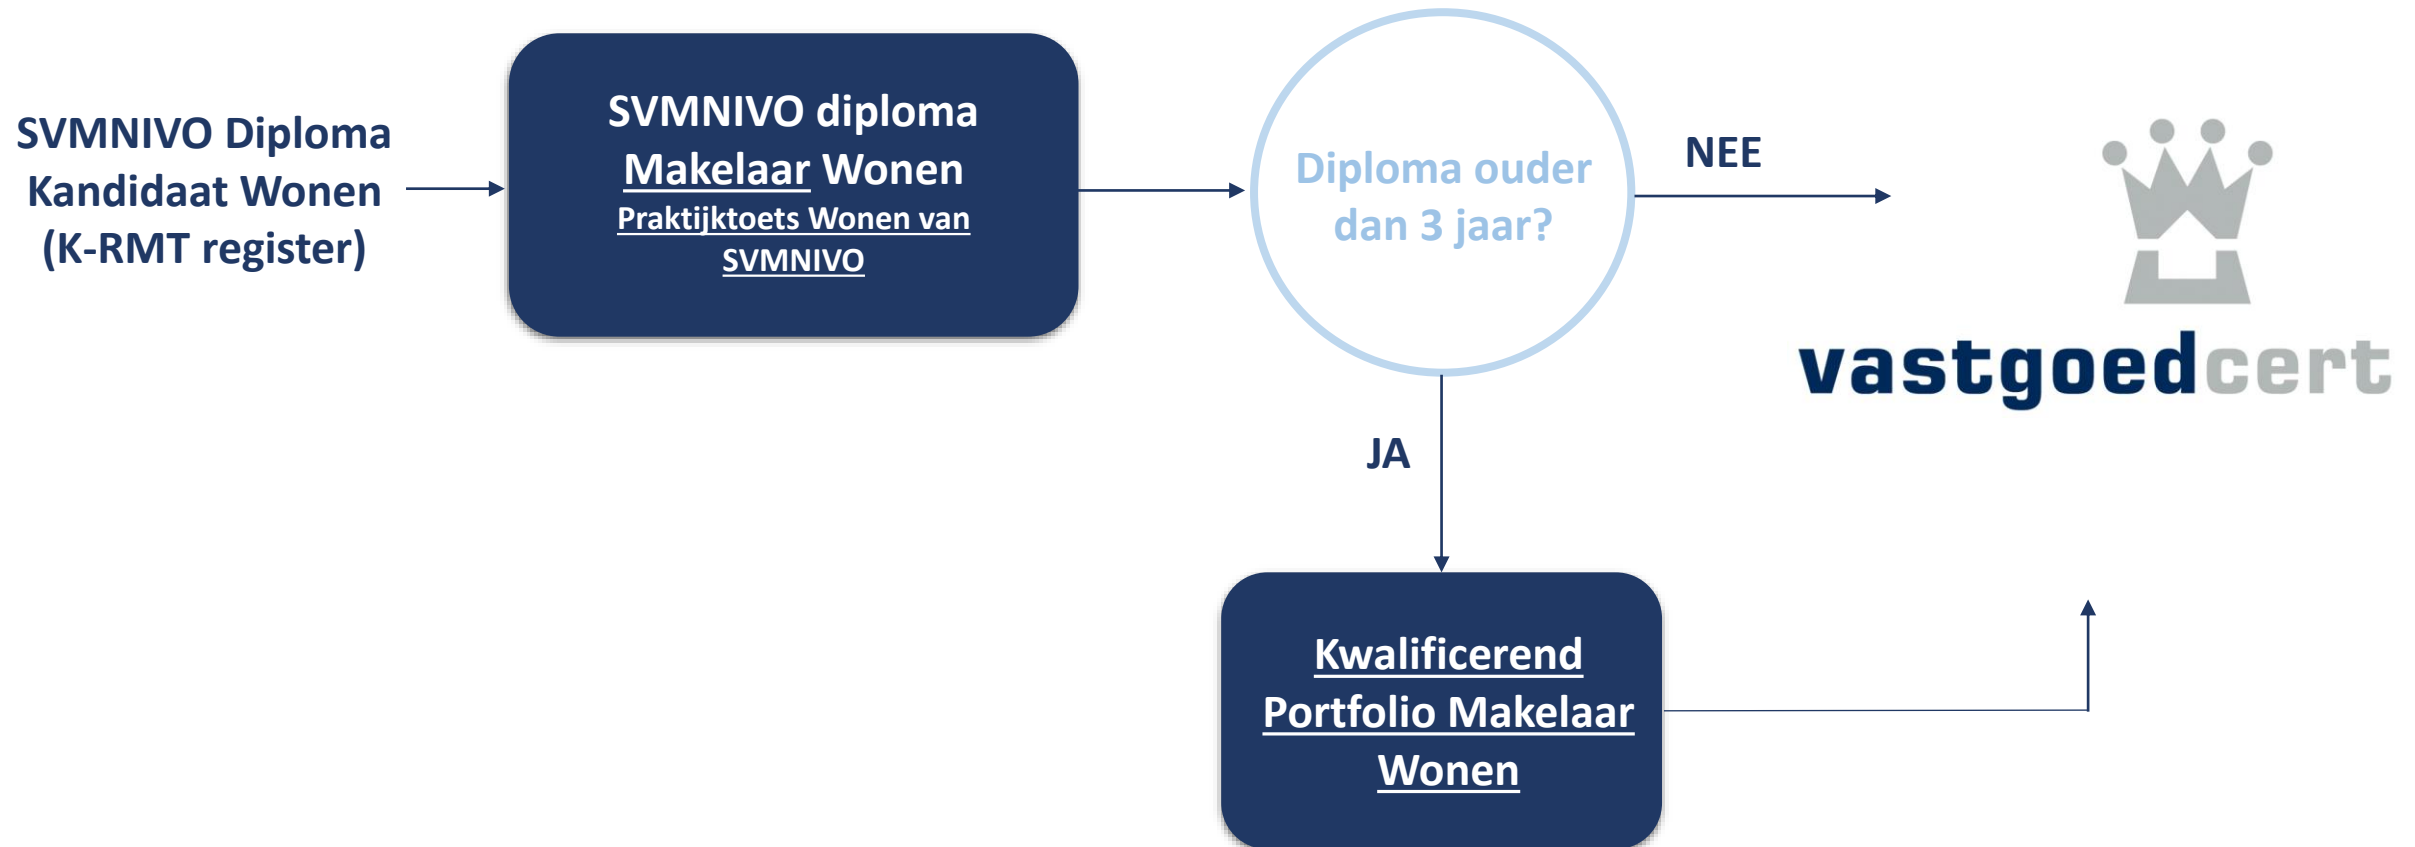 SVMNIVO Diploma
Kandidaat Wonen
(K-RMT register)
SVMNIVO diploma
Makelaar Wonen
Praktijktoets Wonen van
SVMNIVO
Diploma ouder
dan 3 jaar?
NEE
vastgoedcert
JA
Kwalificerend
Portfolio Makelaar
Wonen